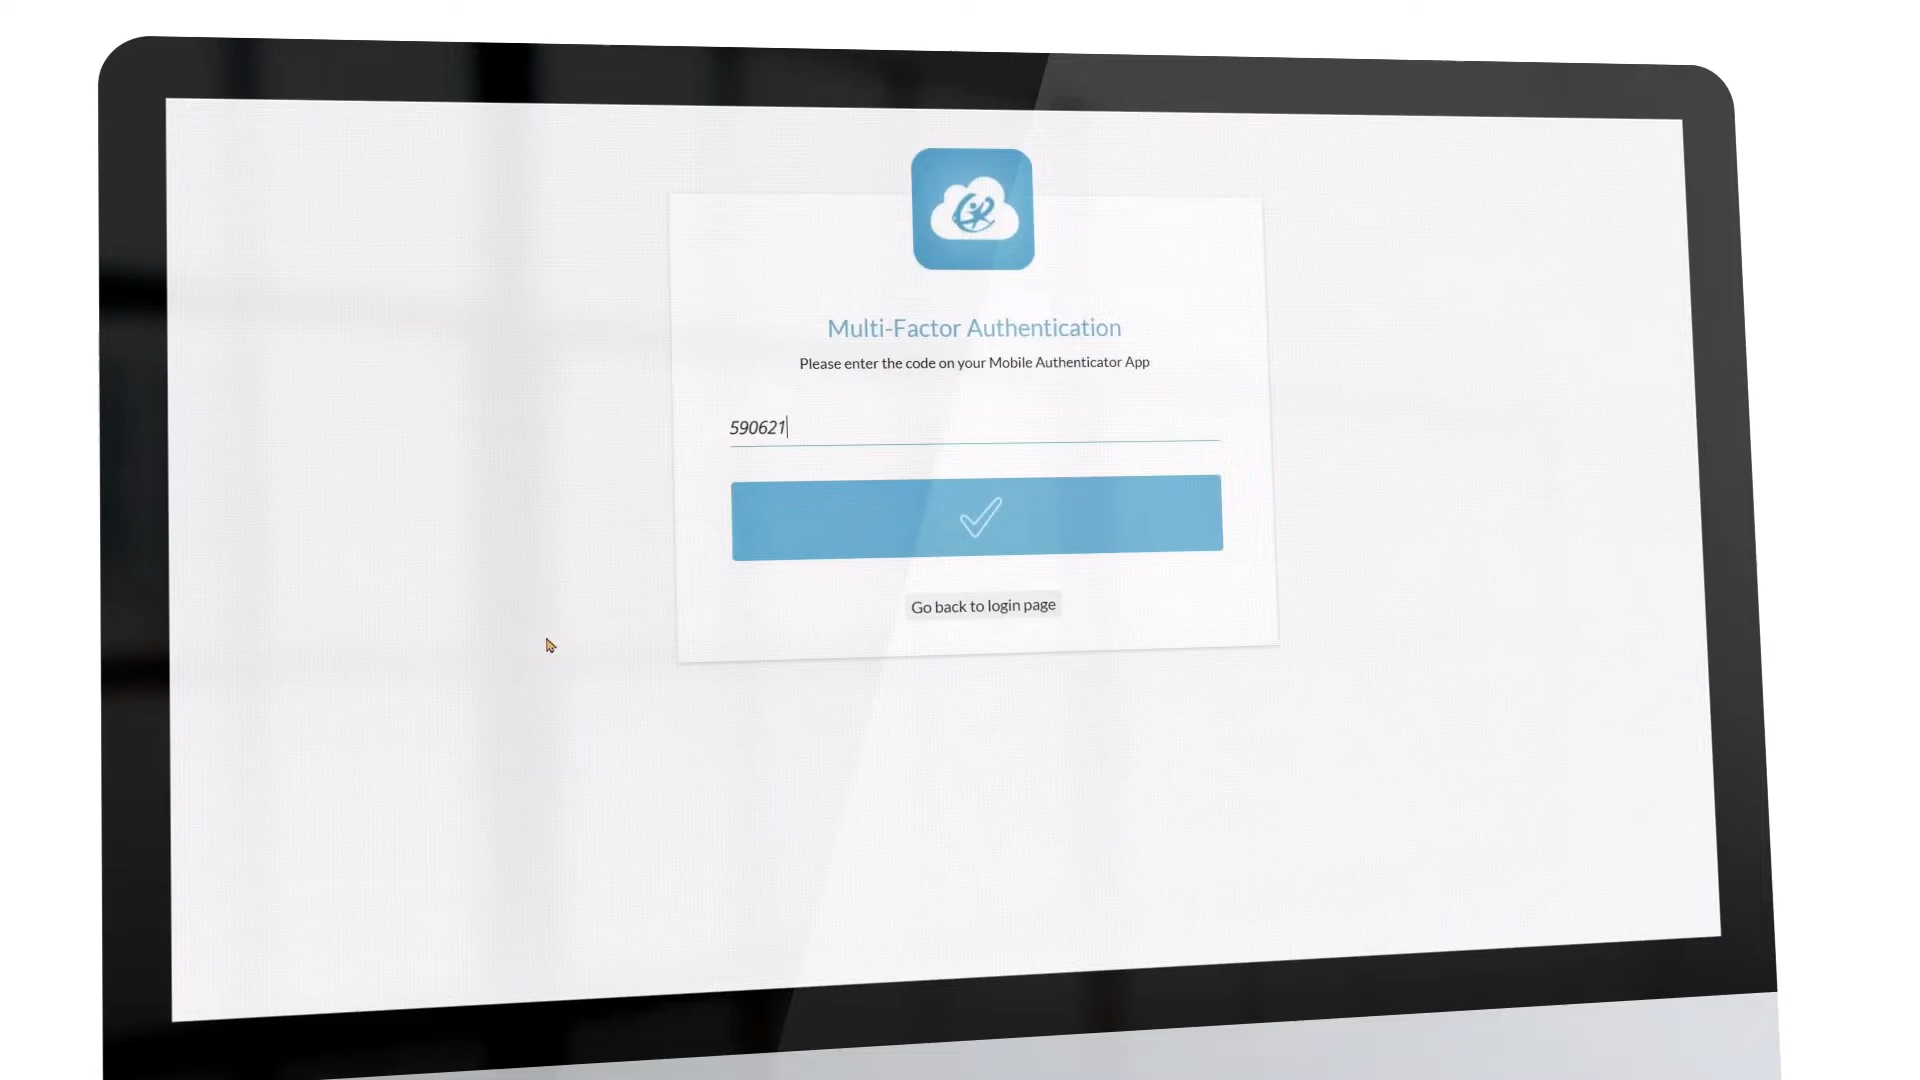 Multi-Factor Authentication
Please enter the code on your Mobile Authenticator App
590621
Go back to login page